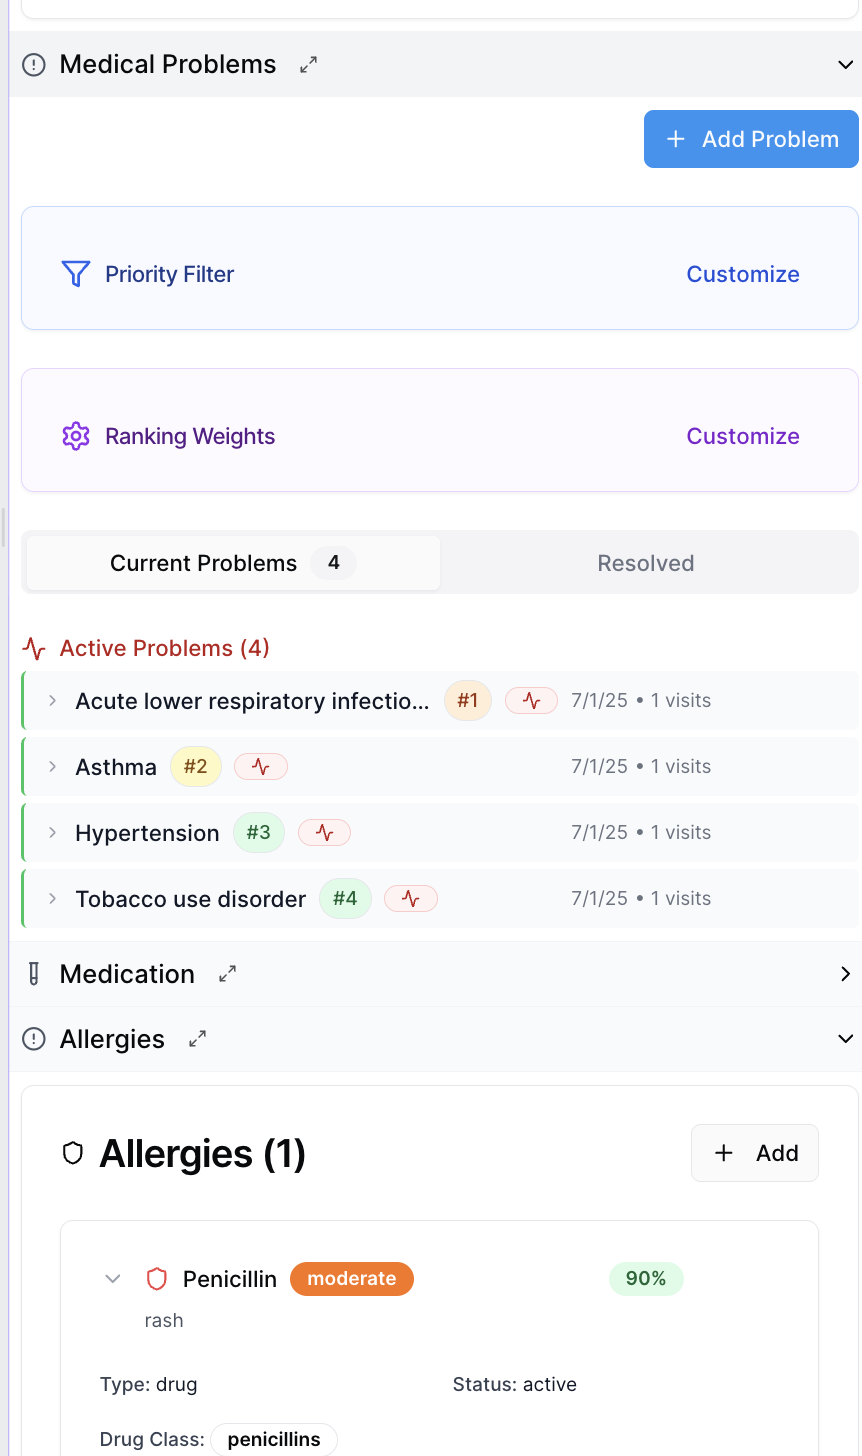 Medical Problems
+ Add Problem
Priority Filter Customize
Ranking Weights Customize
Current Problems 4 Resolved
Active Problems (4)
Acute lower respiratory infectio... #1 7/1/25 • 1 visits
Asthma #2 7/1/25 • 1 visits
Hypertension #3 7/1/25 • 1 visits
Tobacco use disorder #4 7/1/25 • 1 visits
Medication
Allergies
Allergies (1) + Add
Penicillin moderate 90%
rash
Type: drug Status: active
Drug Class: penicillins